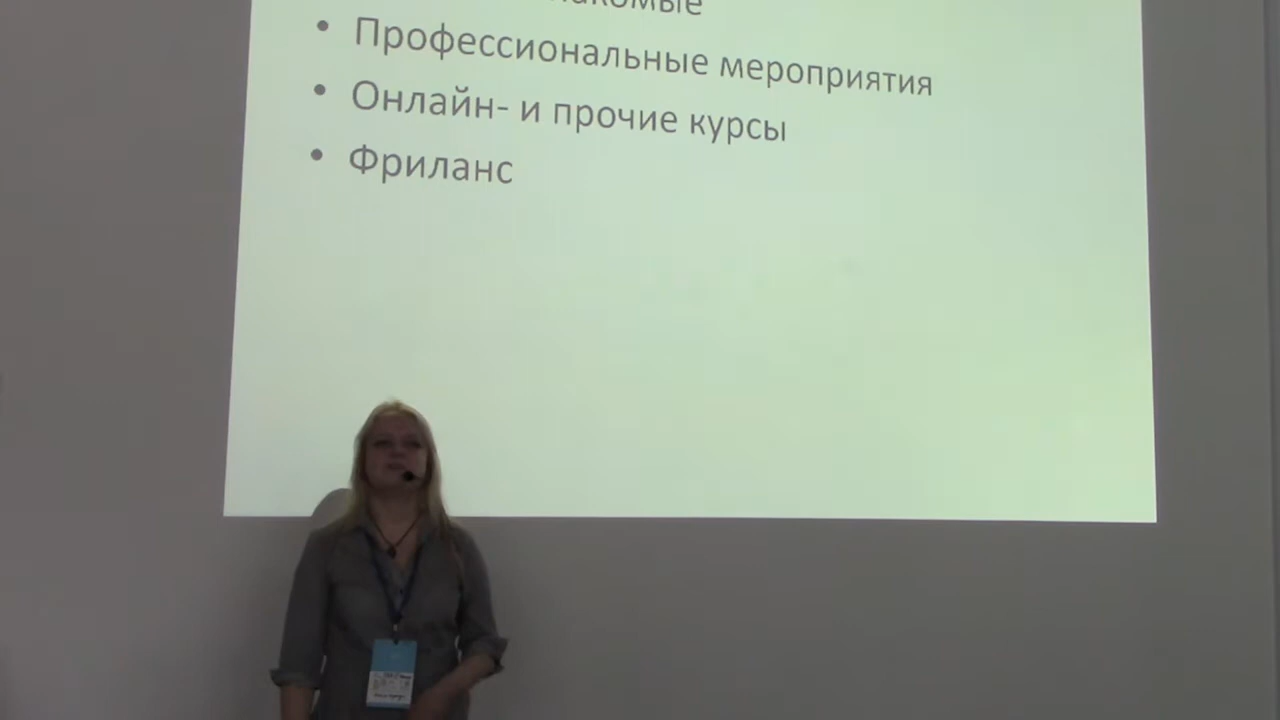 Профессиональные мероприятия
Онлайн- и прочие курсы
Фриланс